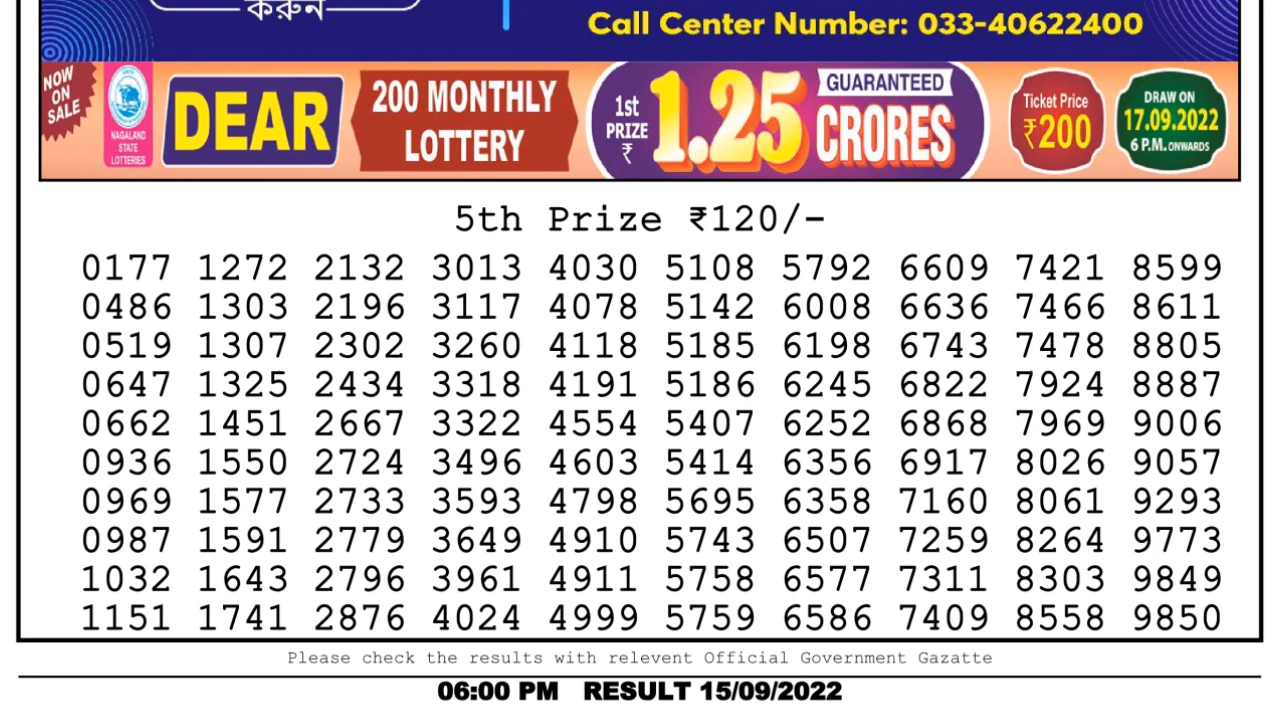 করুন
Call Center Number: 033-40622400
NOW
ON
SALE
NAGALAND
STATE
LOTTERIES
DEAR
200 MONTHLY
LOTTERY
1st
PRIZE
₹
1.25
GUARANTEED
CRORES
Ticket Price
₹200
DRAW ON
17.09.2022
6 P.M. ONWARDS
5th Prize ₹120/-
0177 1272 2132 3013 4030 5108 5792 6609 7421 8599
0486 1303 2196 3117 4078 5142 6008 6636 7466 8611
0519 1307 2302 3260 4118 5185 6198 6743 7478 8805
0647 1325 2434 3318 4191 5186 6245 6822 7924 8887
0662 1451 2667 3322 4554 5407 6252 6868 7969 9006
0936 1550 2724 3496 4603 5414 6356 6917 8026 9057
0969 1577 2733 3593 4798 5695 6358 7160 8061 9293
0987 1591 2779 3649 4910 5743 6507 7259 8264 9773
1032 1643 2796 3961 4911 5758 6577 7311 8303 9849
1151 1741 2876 4024 4999 5759 6586 7409 8558 9850
Please check the results with relevent Official Government Gazatte
06:00 PM RESULT 15/09/2022